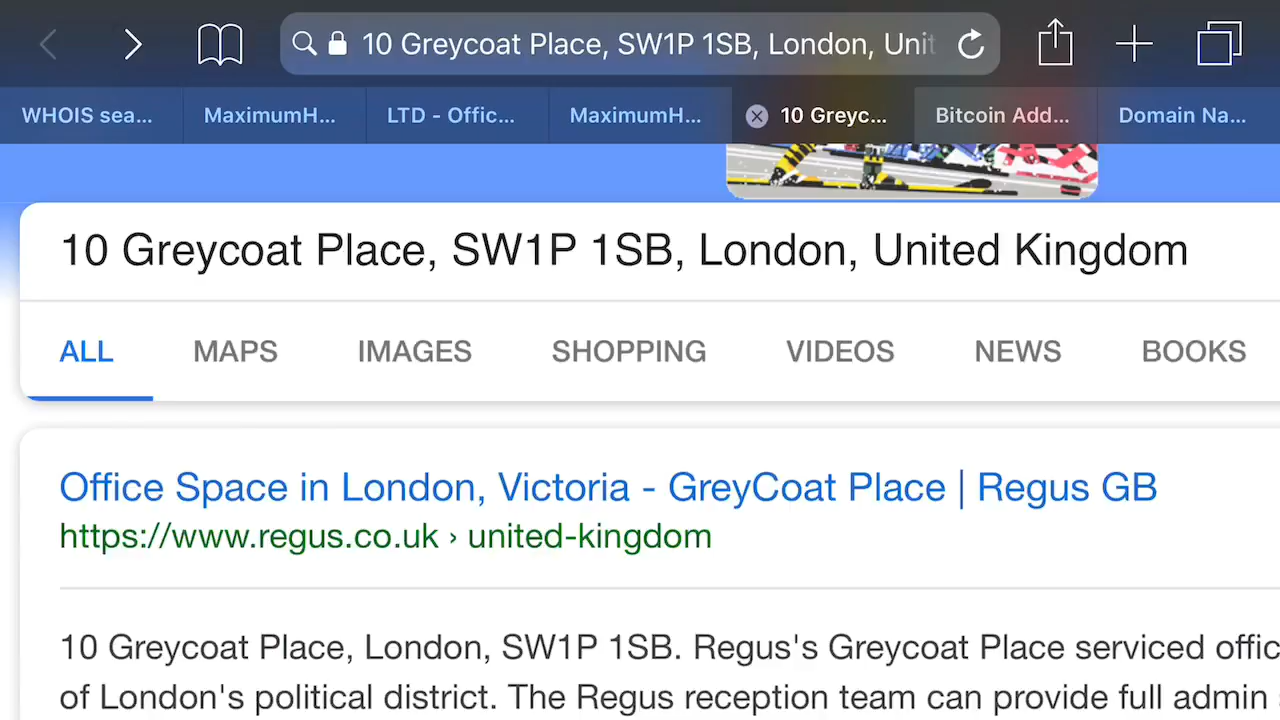 10 Greycoat Place, SW1P 1SB, London, Unit
WHOIS sea...
MaximumH...
LTD - Offic...
MaximumH...
10 Greyc...
Bitcoin Add...
Domain Na...
10 Greycoat Place, SW1P 1SB, London, United Kingdom
ALL MAPS IMAGES SHOPPING VIDEOS NEWS BOOKS
Office Space in London, Victoria - GreyCoat Place | Regus GB
https://www.regus.co.uk › united-kingdom
10 Greycoat Place, London, SW1P 1SB. Regus's Greycoat Place serviced offic
of London's political district. The Regus reception team can provide full admin